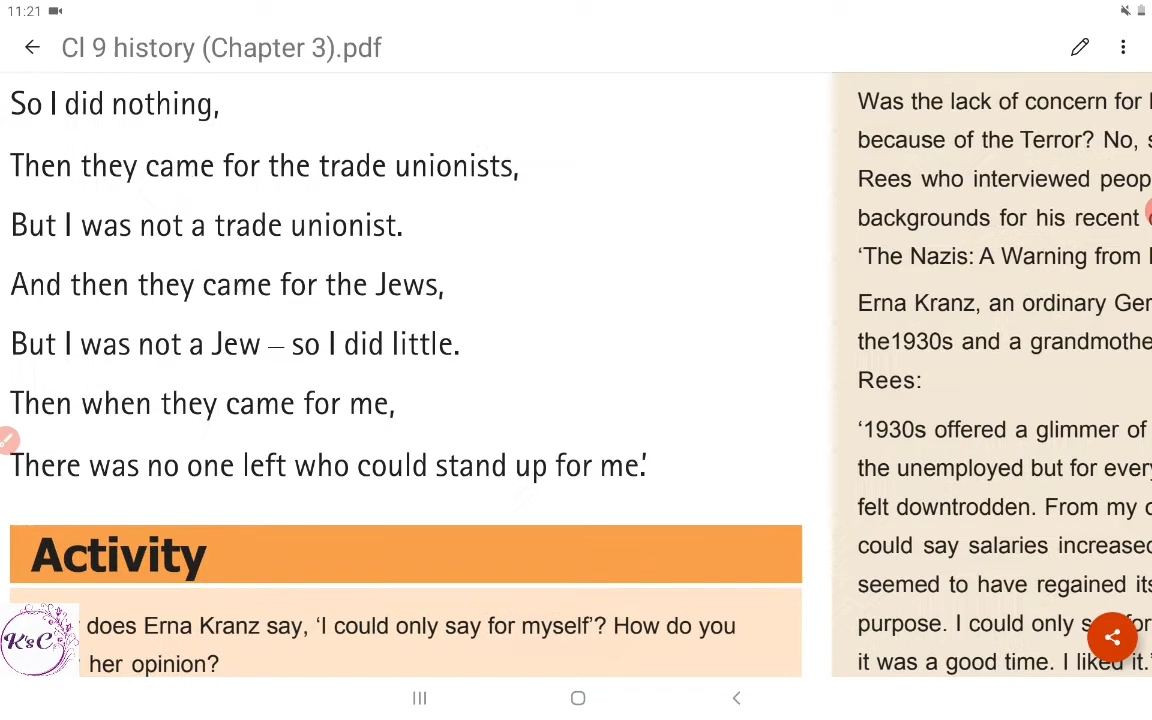 11:21
Cl 9 history (Chapter 3).pdf
So I did nothing,
Then they came for the trade unionists,
But I was not a trade unionist.
And then they came for the Jews,
But I was not a Jew – so I did little.
Then when they came for me,
There was no one left who could stand up for me.’
Activity
does Erna Kranz say, ‘I could only say for myself’? How do you
her opinion?
K's C
Was the lack of concern for
because of the Terror? No,
Rees who interviewed
backgrounds for his recent
‘The Nazis: A Warning from
Erna Kranz, an ordinary
the1930s and a
Rees:
‘1930s offered a glimmer of
the unemployed but for
felt downtrodden. From my
could say salaries
seemed to have regained
purpose. I could only
it was a good time. I liked it.’